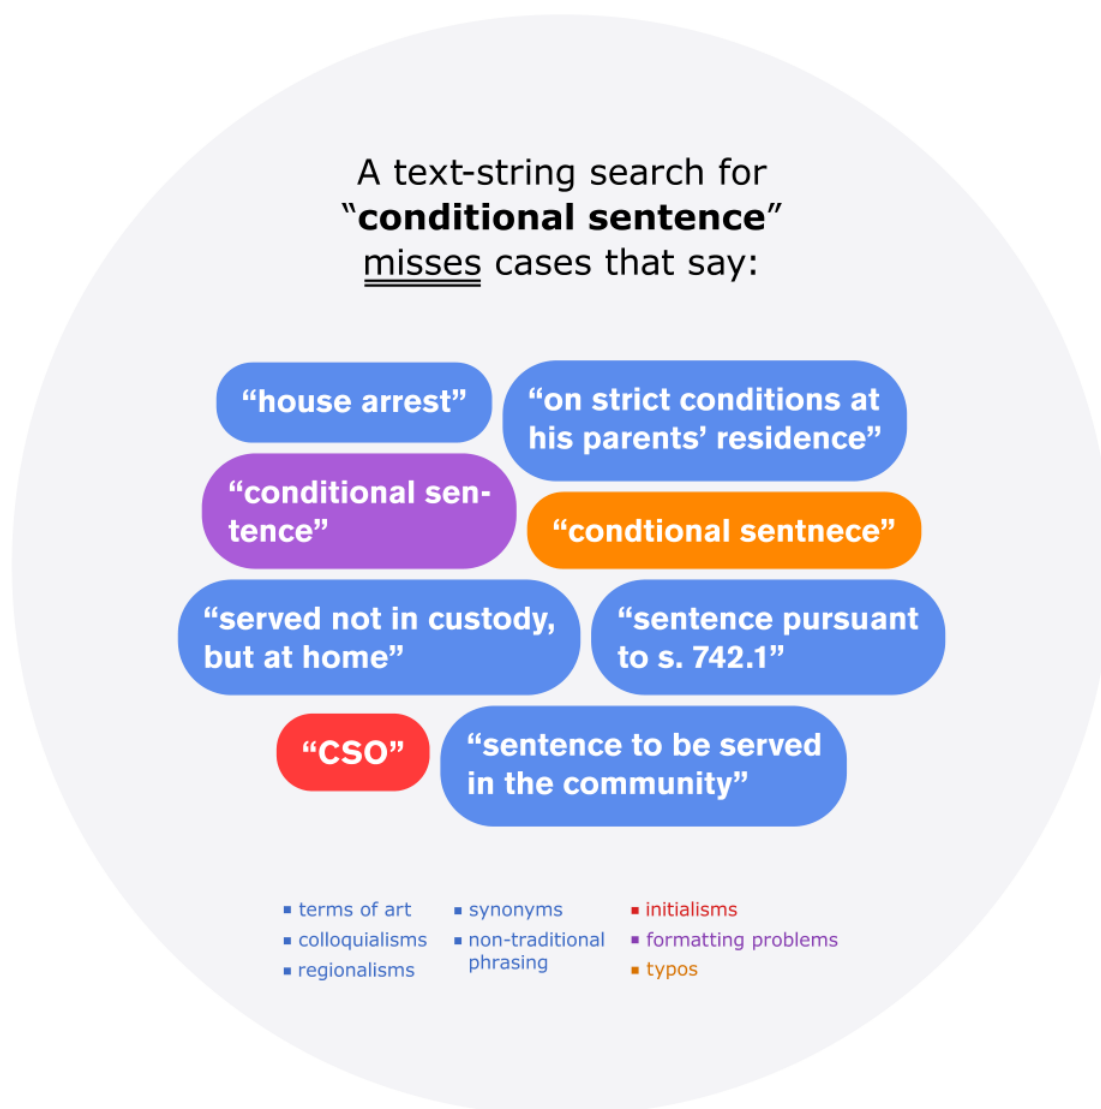 A text-string search for
“conditional sentence”
misses cases that say:
“house arrest”
“on strict conditions at
his parents’ residence”
“conditional sen-
tence”
“condtional sentnece”
“served not in custody,
but at home”
“sentence pursuant
to s. 742.1”
“CSO”
“sentence to be served
in the community”
terms of art
colloquialisms
regionalisms
synonyms
non-traditional
phrasing
initialisms
formatting problems
typos